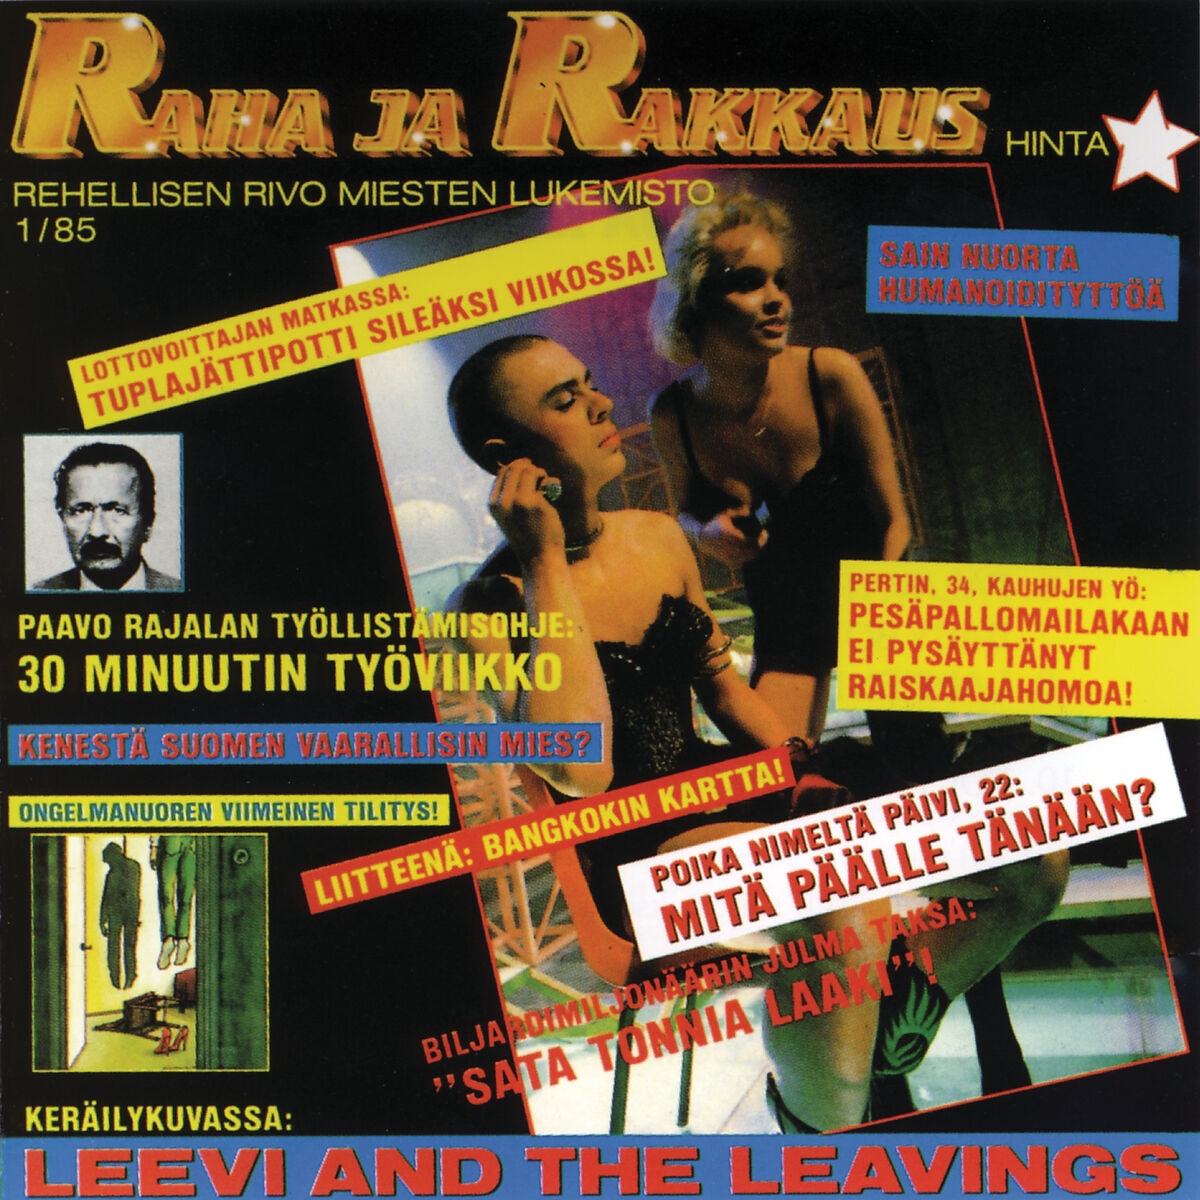 RAHA JA RAKKAUS
HINTA
REHELLISEN RIVO MIESTEN LUKEMISTO
1/85
SAIN NUORTA
HUMANOIDITYTTÖÄ
LOTTOVOITTAJAN MATKASSA:
TUPLAJÄTTIPOTTI SILEÄKSI VIIKOSSA!
PAAVO RAJALAN TYÖLLISTÄMISOHJE:
30 MINUUTIN TYÖVIIKKO
PERTIN, 34, KAUHUJEN YÖ:
PESÄPALLOMAILAKAAN
EI PYSÄYTTÄNYT
RAISKAAJAHOMOA!
KENESTÄ SUOMEN VAARALLISIN MIES?
ONGELMANUOREN VIIMEINEN TILITYS!
LIITTEENÄ: BANGKOKIN KARTTA!
POIKA NIMELTÄ PÄIVI, 22:
MITÄ PÄÄLLE TÄNÄÄN?
BILJARDIMILJONÄÄRIN JULMA TAKSA:
"SATA TONNIA LAAKI"!
KERÄILYKUVASSA:
LEEVI AND THE LEAVINGS